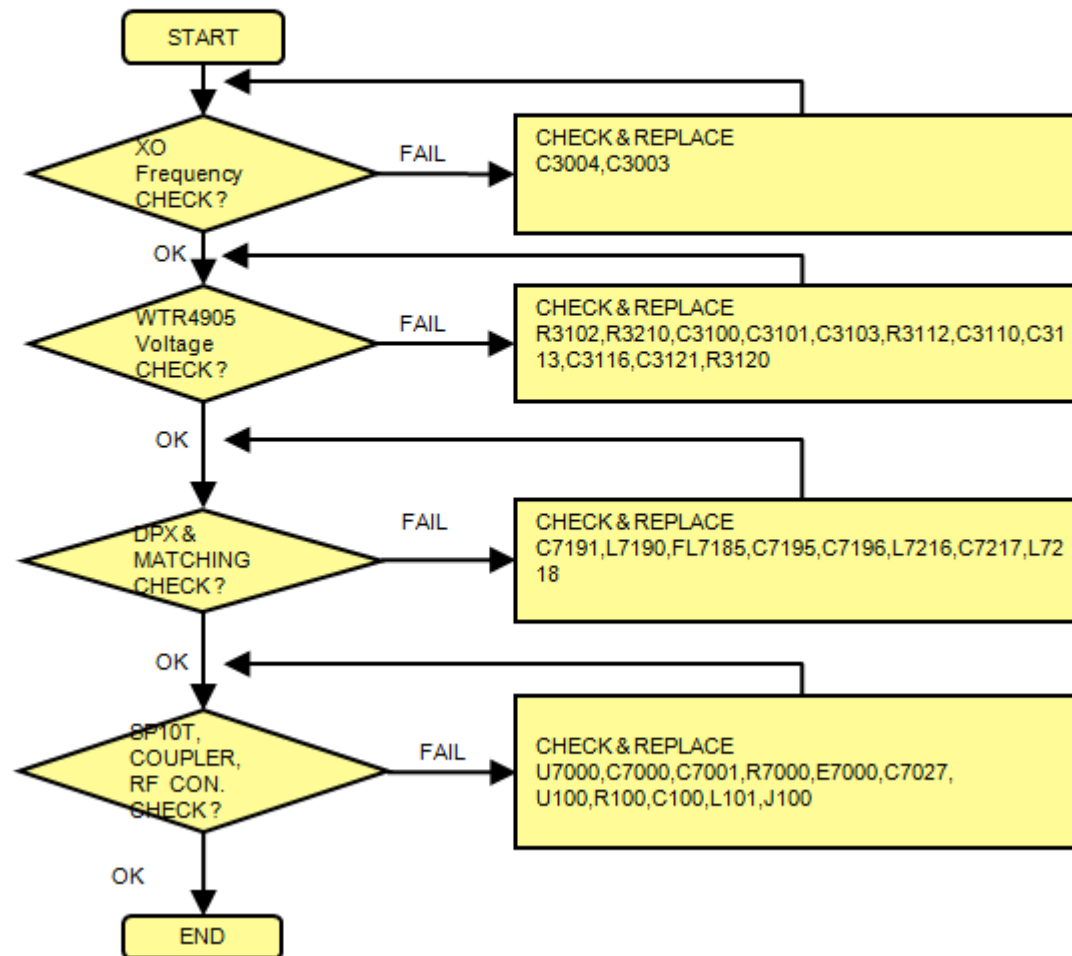 START
XO
Frequency
CHECK?
FAIL
CHECK & REPLACE
C3004,C3003
OK
WTR4905
Voltage
CHECK?
FAIL
CHECK & REPLACE
R3102,R3210,C3100,C3101,C3103,R3112,C3110,C31
13,C3116,C3121,R3120
OK
DPX &
MATCHING
CHECK?
FAIL
CHECK & REPLACE
C7191,L7190,FL7185,C7195,C7196,L7216,C7217,L72
18
OK
SP10T,
COUPLER,
RF CON.
CHECK?
FAIL
CHECK & REPLACE
U7000,C7000,C7001,R7000,E7000,C7027,
U100,R100,C100,L101,J100
OK
END